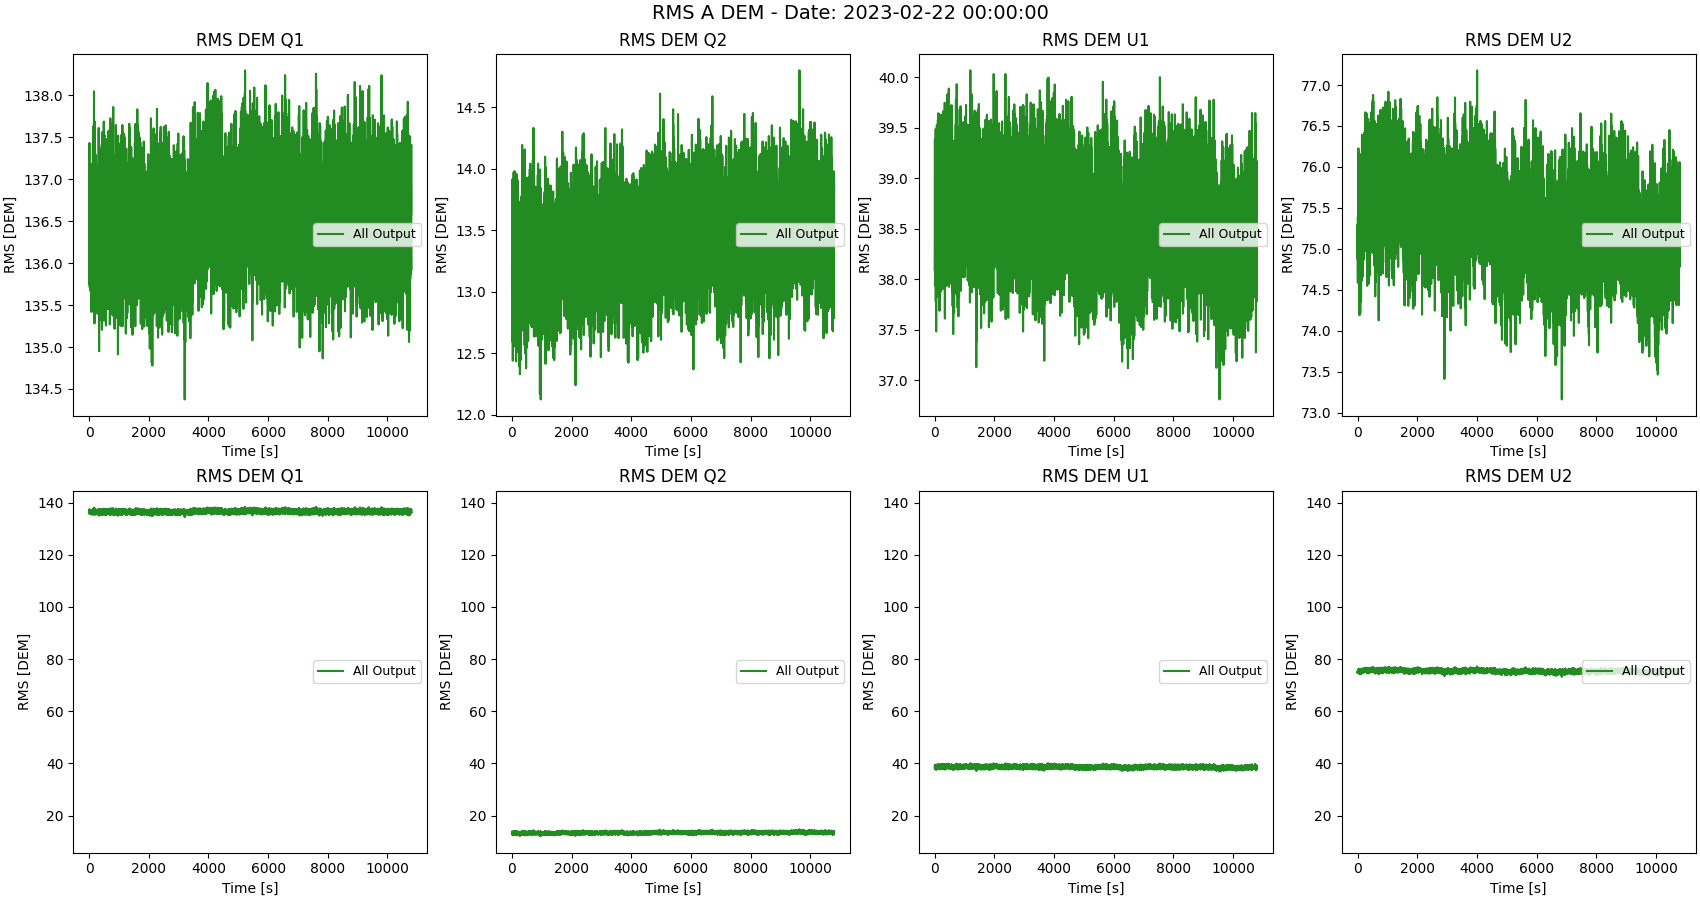 RMS A DEM - Date: 2023-02-22 00:00:00
RMS DEM Q1
RMS [DEM]
138.0
137.5
137.0
136.5
136.0
135.5
135.0
134.5
All Output
0 2000 4000 6000 8000 10000
Time [s]
RMS DEM Q2
RMS [DEM]
14.5
14.0
13.5
13.0
12.5
12.0
All Output
0 2000 4000 6000 8000 10000
Time [s]
RMS DEM U1
RMS [DEM]
40.0
39.5
39.0
38.5
38.0
37.5
37.0
All Output
0 2000 4000 6000 8000 10000
Time [s]
RMS DEM U2
RMS [DEM]
77.0
76.5
76.0
75.5
75.0
74.5
74.0
73.5
73.0
All Output
0 2000 4000 6000 8000 10000
Time [s]
RMS DEM Q1
RMS [DEM]
140
120
100
80
60
40
20
All Output
0 2000 4000 6000 8000 10000
Time [s]
RMS DEM Q2
RMS [DEM]
140
120
100
80
60
40
20
All Output
0 2000 4000 6000 8000 10000
Time [s]
RMS DEM U1
RMS [DEM]
140
120
100
80
60
40
20
All Output
0 2000 4000 6000 8000 10000
Time [s]
RMS DEM U2
RMS [DEM]
140
120
100
80
60
40
20
All Output
0 2000 4000 6000 8000 10000
Time [s]